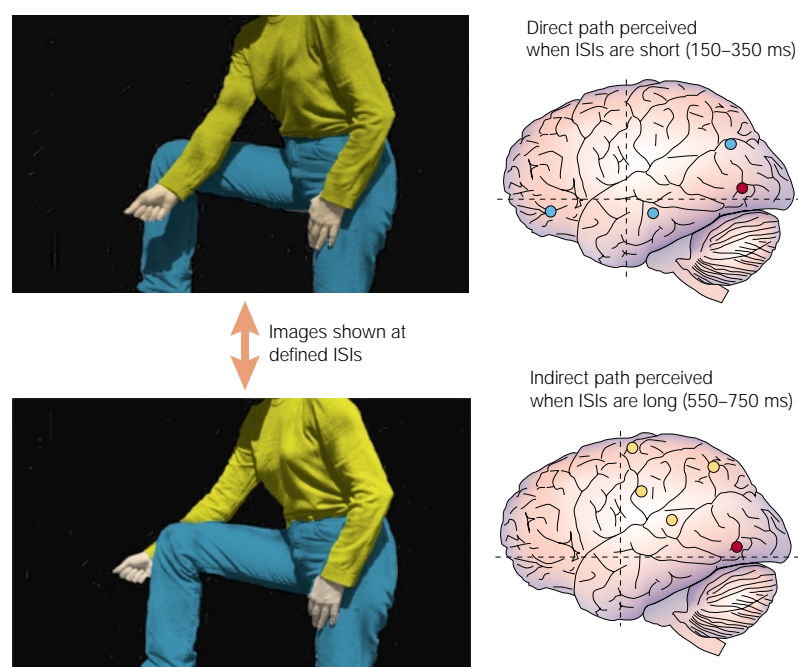 Direct path perceived
when ISIs are short (150–350 ms)
Images shown at
defined ISIs
Indirect path perceived
when ISIs are long (550–750 ms)